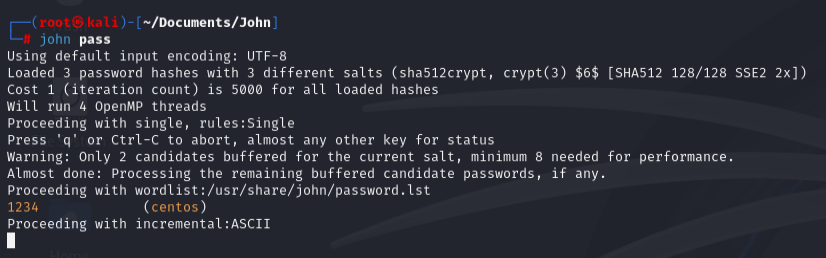 ┌──(root㉿kali)-[~/Documents/John]
└─# john pass
Using default input encoding: UTF-8
Loaded 3 password hashes with 3 different salts (sha512crypt, crypt(3) $6$ [SHA512 128/128 SSE2 2x])
Cost 1 (iteration count) is 5000 for all loaded hashes
Will run 4 OpenMP threads
Proceeding with single, rules:Single
Press 'q' or Ctrl-C to abort, almost any other key for status
Warning: Only 2 candidates buffered for the current salt, minimum 8 needed for performance.
Almost done: Processing the remaining buffered candidate passwords, if any.
Proceeding with wordlist:/usr/share/john/password.lst
1234             (centos)
Proceeding with incremental:ASCII
Home